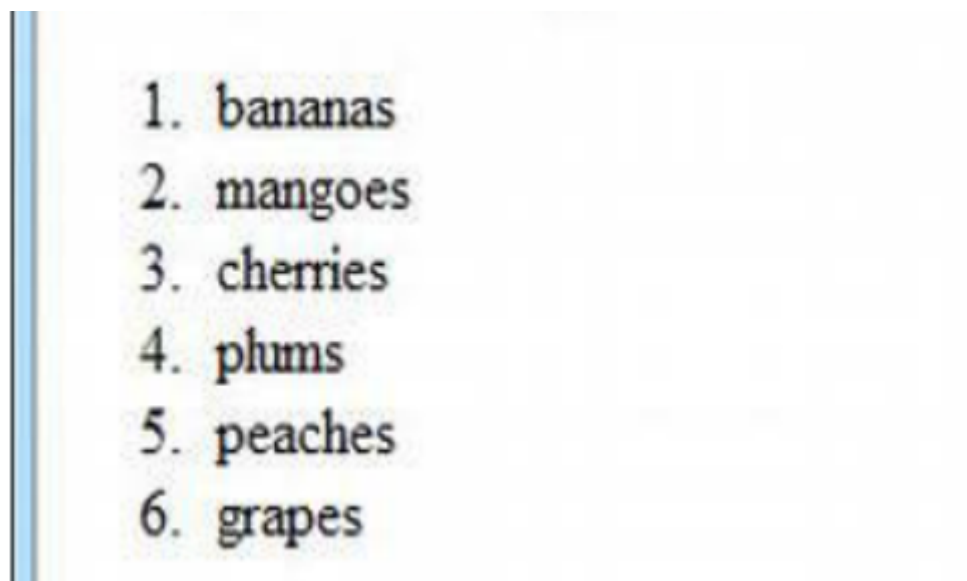 1. bananas
2. mangoes
3. cherries
4. plums
5. peaches
6. grapes